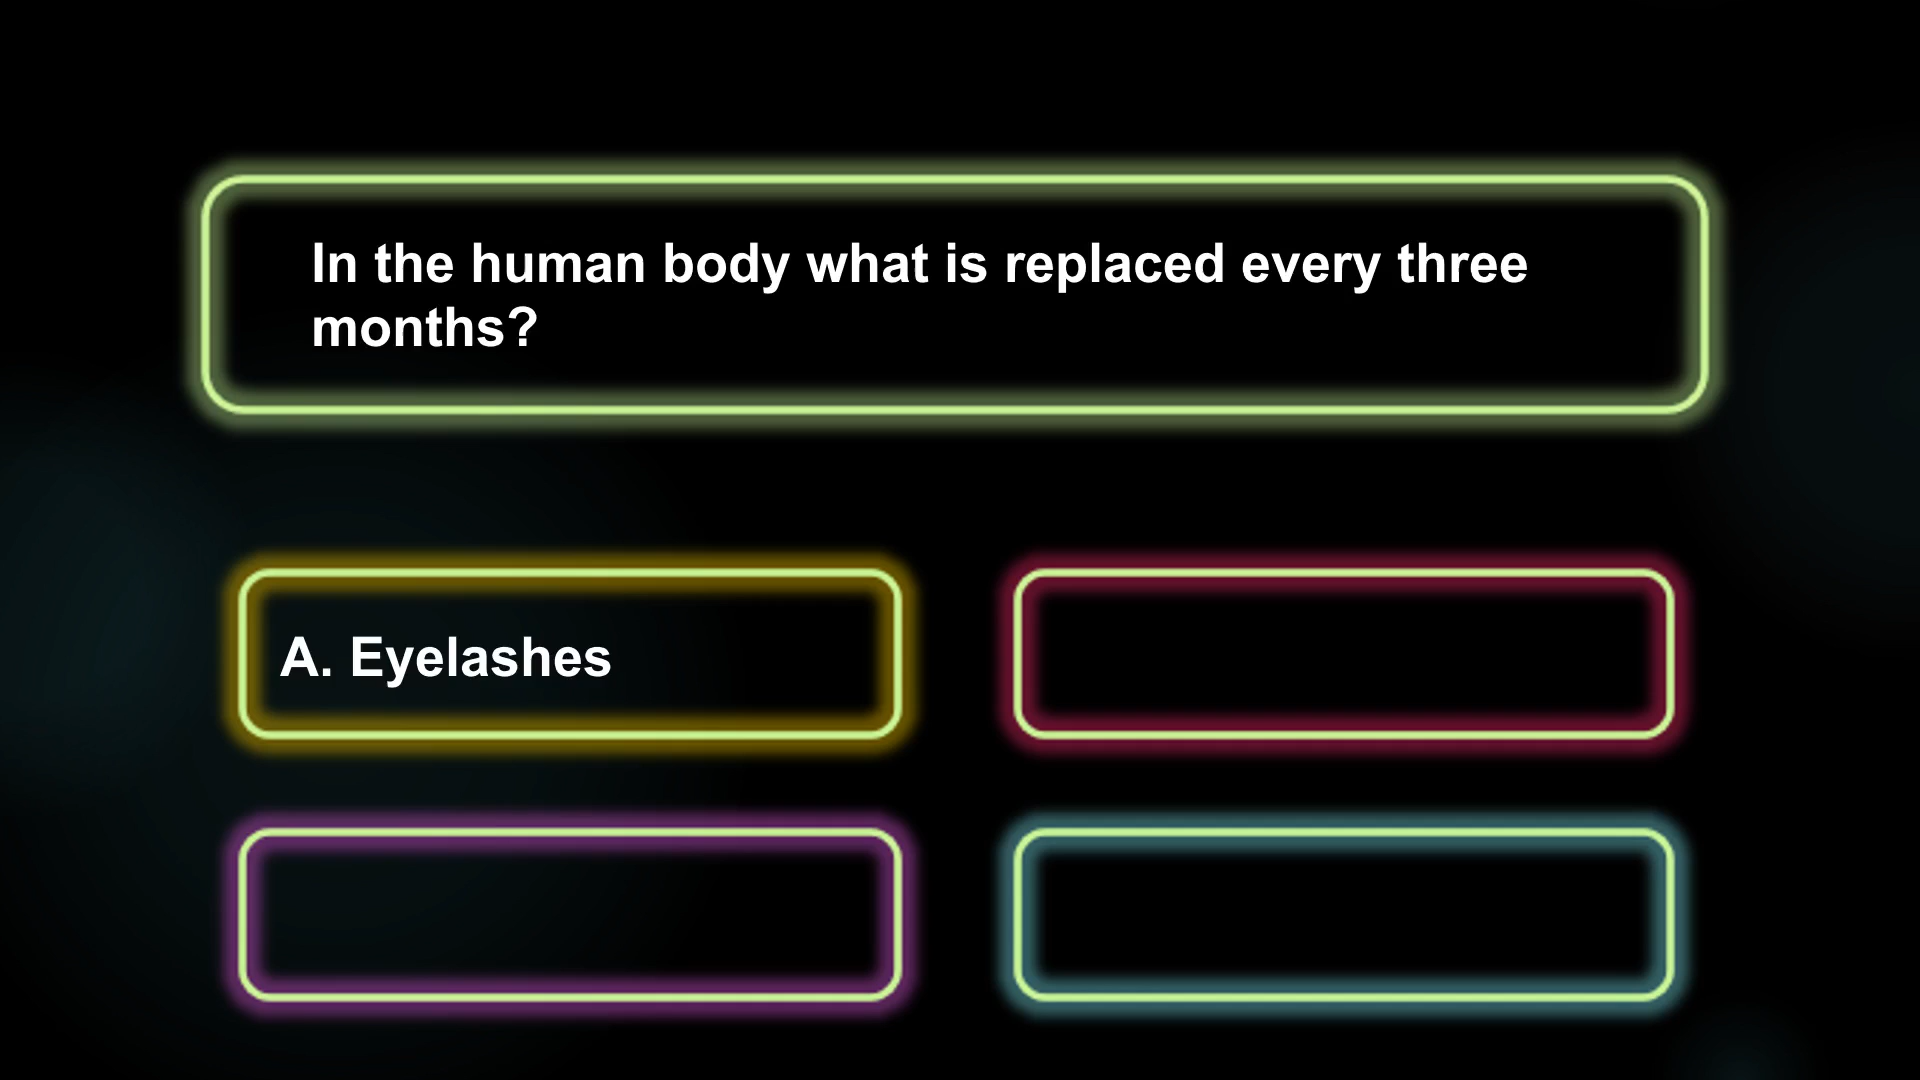 In the human body what is replaced every three
months?
A. Eyelashes